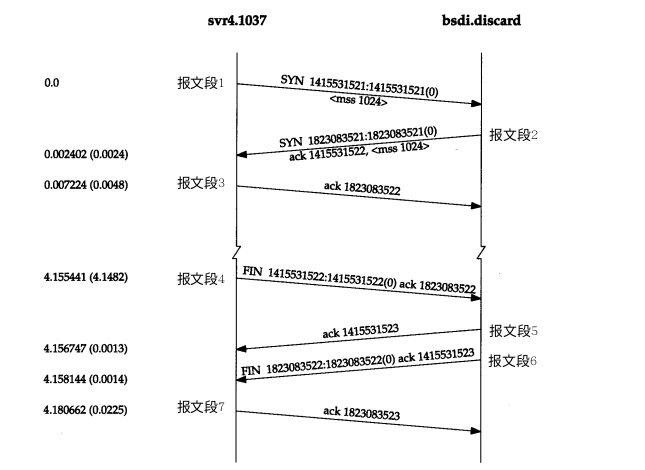 svr4.1037 bsdi.discard
0.0 报文段1 SYN 1415531521:1415531521(0)
<mss 1024>
SYN 1823083521:1823083521(0) 报文段2
0.002402 (0.0024) ack 1415531522, <mss 1024>
0.007224 (0.0048) 报文段3 ack 1823083522
4.155441 (4.1482) 报文段4 FIN 1415531522:1415531522(0) ack 1823083522
ack 1415531523 报文段5
4.156747 (0.0013)
FIN 1823083522:1823083522(0) ack 1415531523 报文段6
4.158144 (0.0014)
4.180662 (0.0225) 报文段7 ack 1823083523